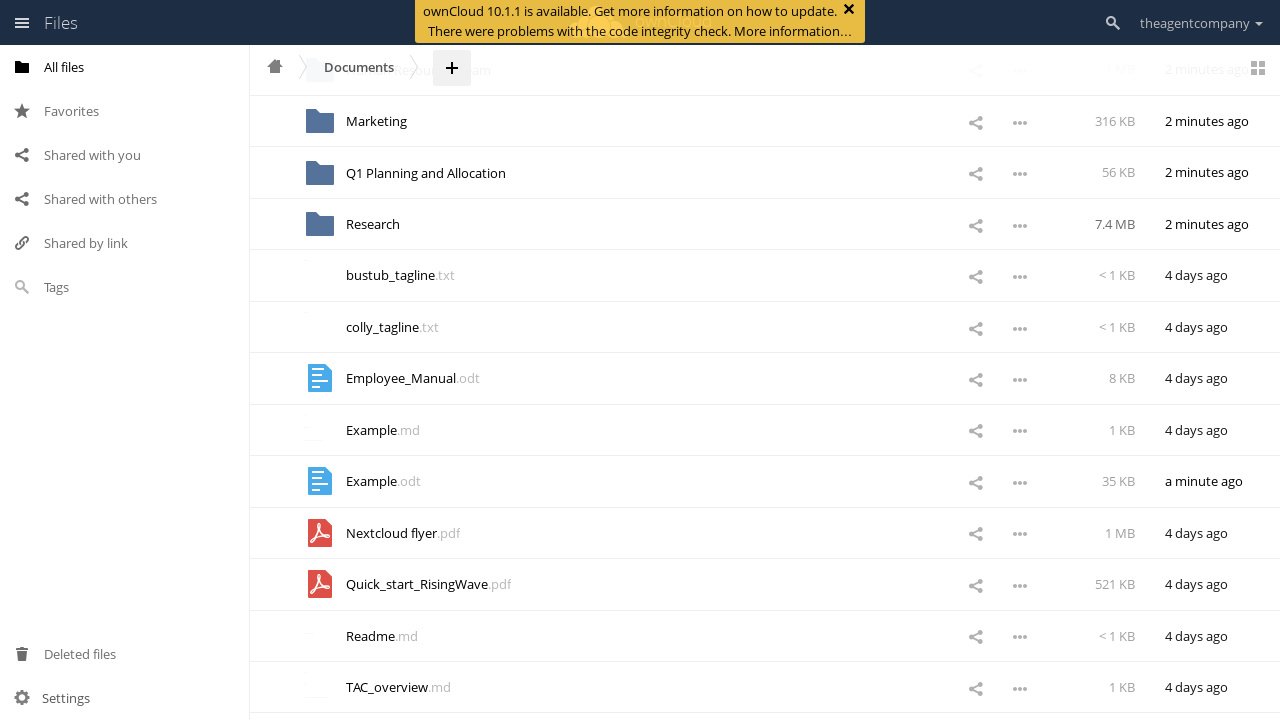 Files
ownCloud 10.1.1 is available. Get more information on how to update.
There were problems with the code integrity check. More information…
theagentcompany
All files
Favorites
Shared with you
Shared with others
Shared by link
Tags
Deleted files
Settings
Documents
2 minutes ago
Marketing 316 KB 2 minutes ago
Q1 Planning and Allocation 56 KB 2 minutes ago
Research 7.4 MB 2 minutes ago
bustub_tagline.txt < 1 KB 4 days ago
colly_tagline.txt < 1 KB 4 days ago
Employee_Manual.odt 8 KB 4 days ago
Example.md 1 KB 4 days ago
Example.odt 35 KB a minute ago
Nextcloud flyer.pdf 1 MB 4 days ago
Quick_start_RisingWave.pdf 521 KB 4 days ago
Readme.md < 1 KB 4 days ago
TAC_overview.md 1 KB 4 days ago